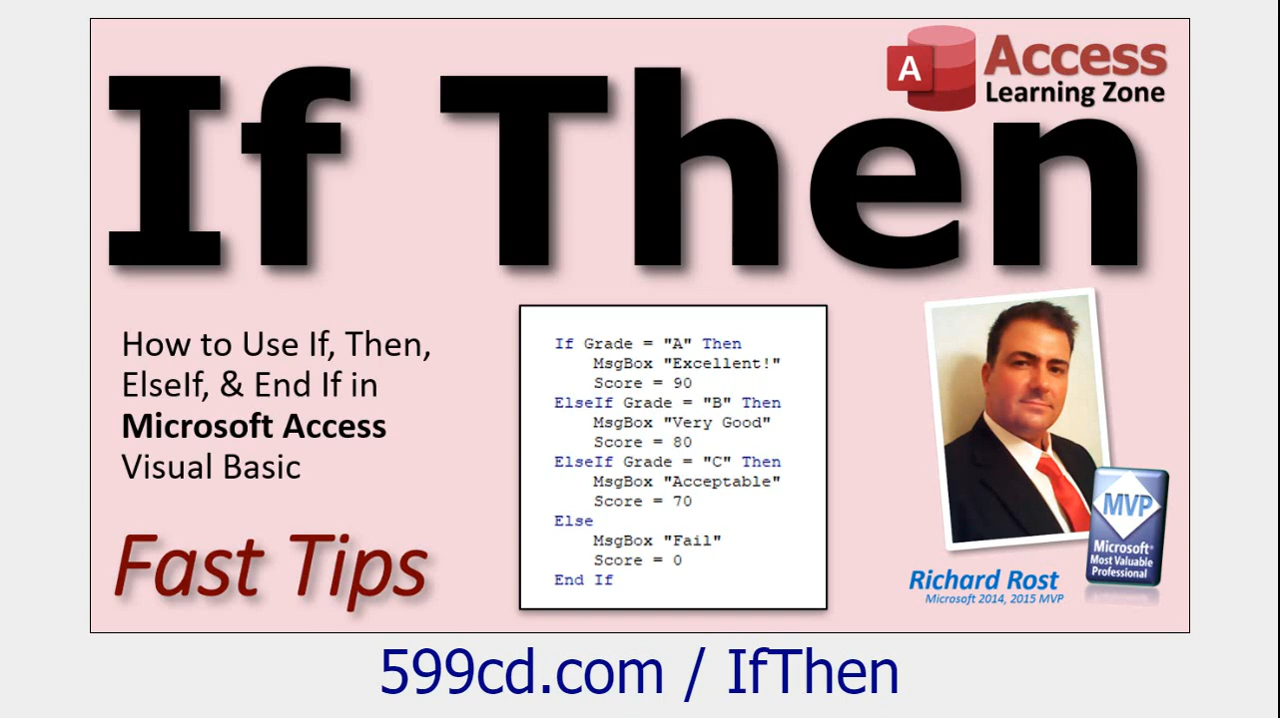 If Then
A
Access
Learning Zone
How to Use If, Then,
ElseIf, & End If in
Microsoft Access
Visual Basic
Fast Tips
If Grade = "A" Then
MsgBox "Excellent!"
Score = 90
ElseIf Grade = "B" Then
MsgBox "Very Good"
Score = 80
ElseIf Grade = "C" Then
MsgBox "Acceptable"
Score = 70
Else
MsgBox "Fail"
Score = 0
End If
MVP
Microsoft®
Most Valuable
Professional
Richard Rost
Microsoft 2014, 2015 MVP
599cd.com / IfThen